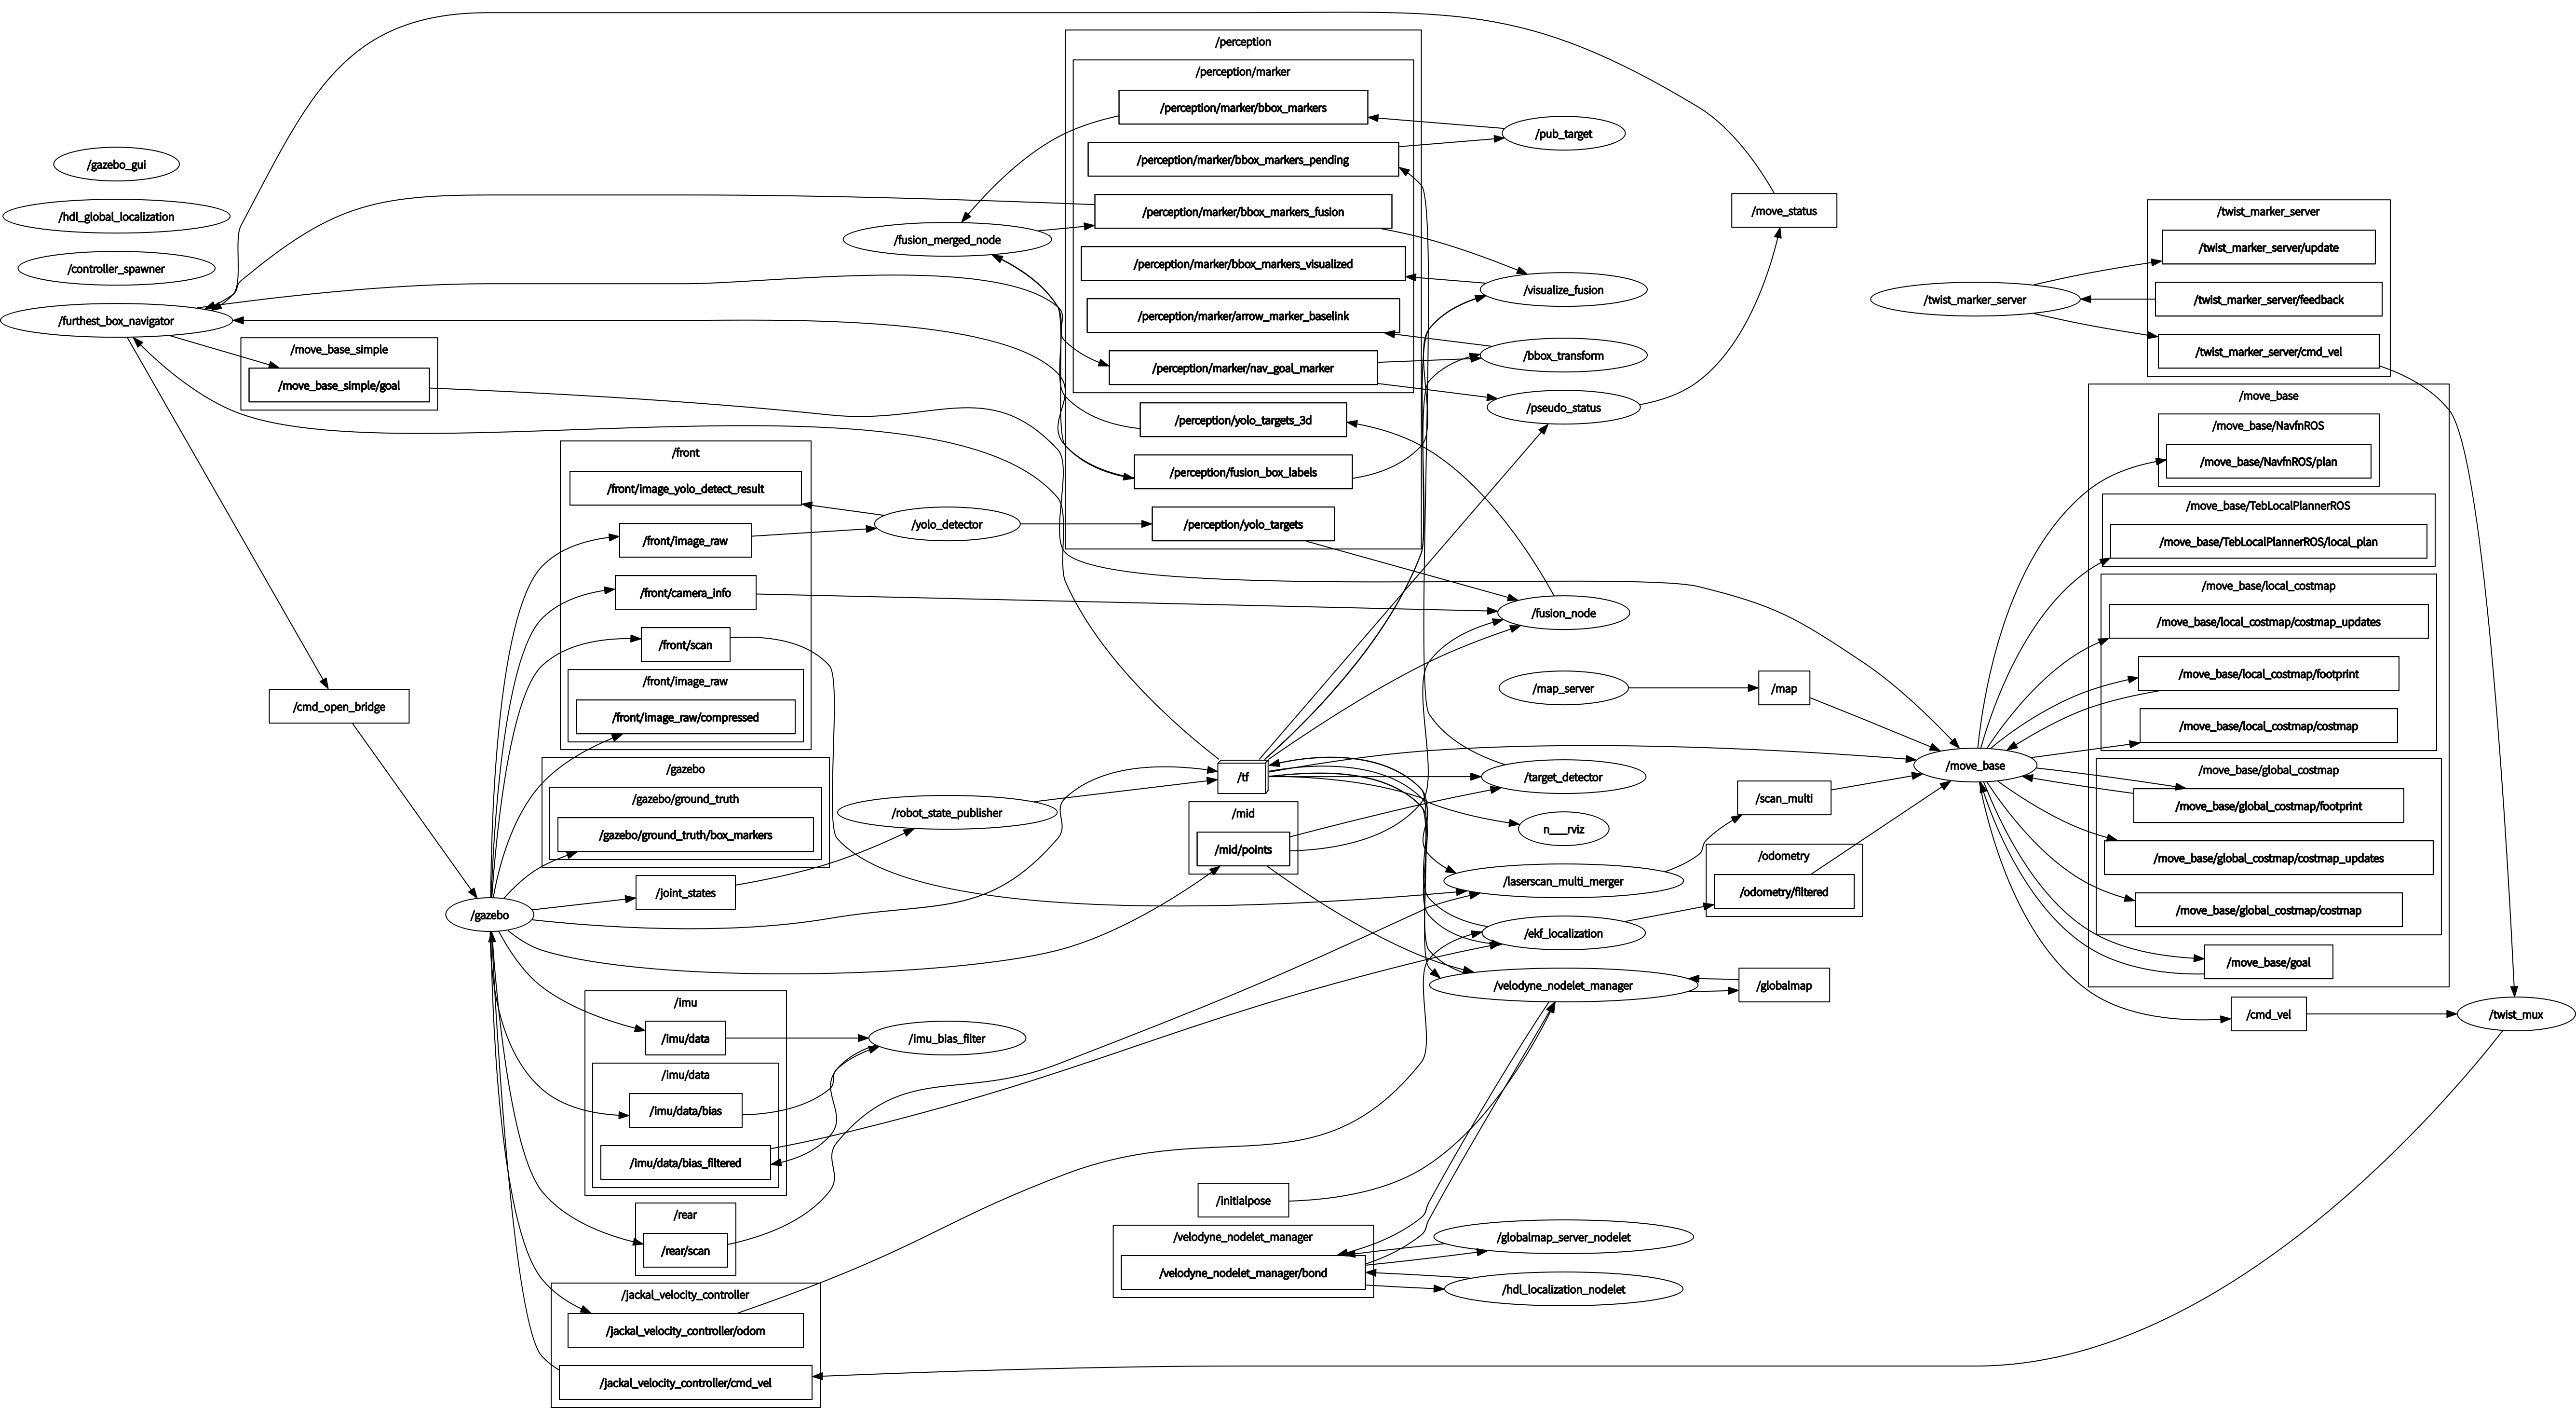 /gazebo_gui
/hdl_global_localization
/controller_spawner
/furthest_box_navigator
/move_base_simple
/move_base_simple/goal
/cmd_open_bridge
/front
/front/image_yolo_detect_result
/front/image_raw
/front/camera_info
/front/scan
/front/image_raw
/front/image_raw/compressed
/gazebo
/gazebo/ground_truth
/gazebo/ground_truth/box_markers
/joint_states
/gazebo
/imu
/imu/data
/imu/data
/imu/data/bias
/imu/data/bias_filtered
/rear
/rear/scan
/jackal_velocity_controller
/jackal_velocity_controller/odom
/jackal_velocity_controller/cmd_vel
/fusion_merged_node
/yolo_detector
/robot_state_publisher
/imu_bias_filter
/perception
/perception/marker
/perception/marker/bbox_markers
/perception/marker/bbox_markers_pending
/perception/marker/bbox_markers_fusion
/perception/marker/bbox_markers_visualized
/perception/marker/arrow_marker_baselink
/perception/marker/nav_goal_marker
/perception/yolo_targets_3d
/perception/fusion_box_labels
/perception/yolo_targets
/tf
/mid
/mid/points
/initialpose
/velodyne_nodelet_manager
/velodyne_nodelet_manager/bond
/pub_target
/visualize_fusion
/bbox_transform
/pseudo_status
/fusion_node
/map_server
/target_detector
n___rviz
/laserscan_multi_merger
/ekf_localization
/velodyne_nodelet_manager
/globalmap_server_nodelet
/hdl_localization_nodelet
/move_status
/map
/scan_multi
/odometry
/odometry/filtered
/globalmap
/twist_marker_server
/move_base
/twist_marker_server
/twist_marker_server/update
/twist_marker_server/feedback
/twist_marker_server/cmd_vel
/move_base
/move_base/NavfnROS
/move_base/NavfnROS/plan
/move_base/TebLocalPlannerROS
/move_base/TebLocalPlannerROS/local_plan
/move_base/local_costmap
/move_base/local_costmap/costmap_updates
/move_base/local_costmap/footprint
/move_base/local_costmap/costmap
/move_base/global_costmap
/move_base/global_costmap/footprint
/move_base/global_costmap/costmap_updates
/move_base/global_costmap/costmap
/move_base/goal
/cmd_vel
/twist_mux